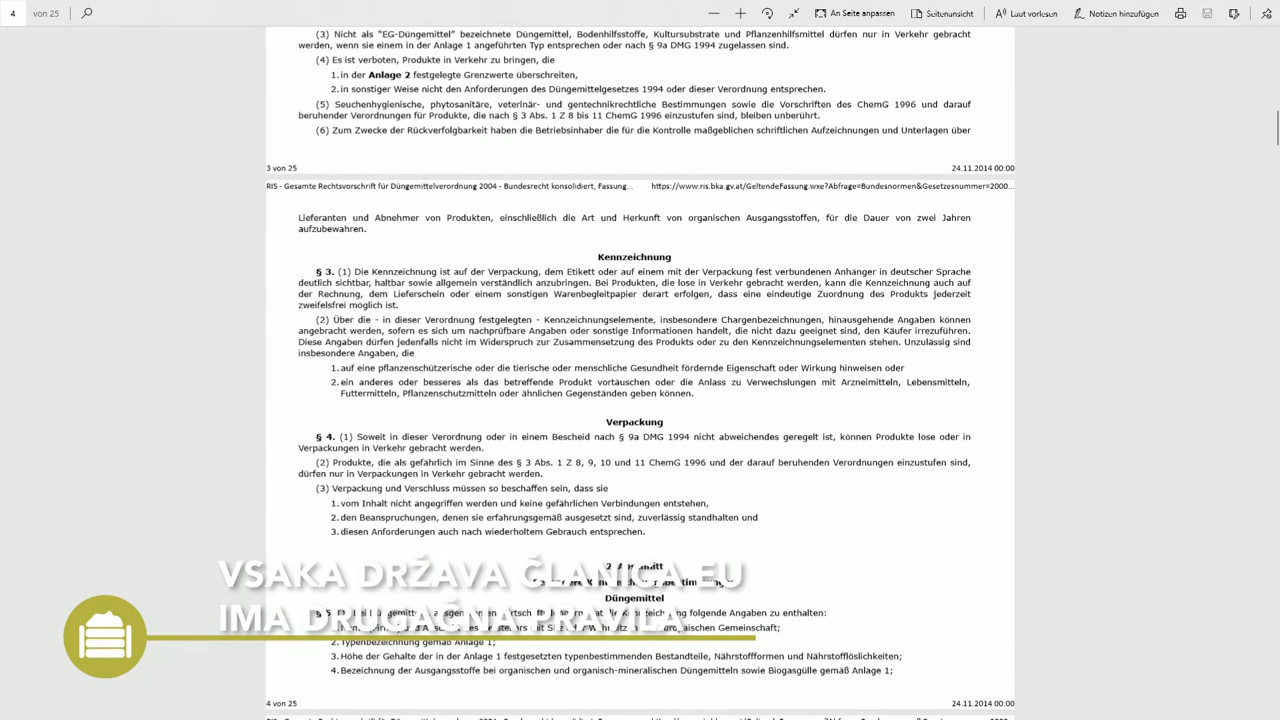 4 von 25
An Seite anpassen Seitenansicht Laut vorlesen Notizen hinzufügen
(3) Nicht als “EG-Düngemittel” bezeichnete Düngemittel, Bodenhilfsstoffe, Kultursubstrate und Pflanzenhilfsmittel dürfen nur in Verkehr gebracht
werden, wenn sie einem in der Anlage 1 angeführten Typ entsprechen oder nach § 9a DMG 1994 zugelassen sind.
(4) Es ist verboten, Produkte in Verkehr zu bringen, die
1. in der Anlage 2 festgelegte Grenzwerte überschreiten,
2. in sonstiger Weise nicht den Anforderungen des Düngemittelgesetzes 1994 oder dieser Verordnung entsprechen.
(5) Seuchenhygienische, phytosanitäre, veterinär- und gentechnikrechtliche Bestimmungen sowie die Vorschriften des ChemG 1996 und darauf
beruhender Verordnungen für Produkte, die nach § 3 Abs. 1 Z 8 bis 11 ChemG 1996 einzustufen sind, bleiben unberührt.
(6) Zum Zwecke der Rückverfolgbarkeit haben die Betriebsinhaber die für die Kontrolle maßgeblichen schriftlichen Aufzeichnungen und Unterlagen über
3 von 25 24.11.2014 00:00
RIS - Gesamte Rechtsvorschrift für Düngemittelverordnung 2004 - Bundesrecht konsolidiert, Fassung... https://www.ris.bka.gv.at/GeltendeFassung.wxe?Abfrage=Bundesnormen&Gesetzesnummer=2000...
Lieferanten und Abnehmer von Produkten, einschließlich die Art und Herkunft von organischen Ausgangsstoffen, für die Dauer von zwei Jahren
aufzubewahren.
Kennzeichnung
§ 3. (1) Die Kennzeichnung ist auf der Verpackung, dem Etikett oder auf einem mit der Verpackung fest verbundenen Anhänger in deutscher Sprache
deutlich sichtbar, haltbar sowie allgemein verständlich anzubringen. Bei Produkten, die lose in Verkehr gebracht werden, kann die Kennzeichnung auch auf
der Rechnung, dem Lieferschein oder einem sonstigen Warenbegleitpapier derart erfolgen, dass eine eindeutige Zuordnung des Produkts jederzeit
zweifelsfrei möglich ist.
(2) Über die - in dieser Verordnung festgelegten - Kennzeichnungselemente, insbesondere Chargenbezeichnungen, hinausgehende Angaben können
angebracht werden, sofern es sich um nachprüfbare Angaben oder sonstige Informationen handelt, die nicht dazu geeignet sind, den Käufer irrezuführen.
Diese Angaben dürfen jedenfalls nicht im Widerspruch zur Zusammensetzung des Produkts oder zu den Kennzeichnungselementen stehen. Unzulässig sind
insbesondere Angaben, die
1. auf eine pflanzenschützerische oder die tierische oder menschliche Gesundheit fördernde Eigenschaft oder Wirkung hinweisen oder
2. ein anderes oder besseres als das betreffende Produkt vortäuschen oder die Anlass zu Verwechslungen mit Arzneimitteln, Lebensmitteln,
Futtermitteln, Pflanzenschutzmitteln oder ähnlichen Gegenständen geben können.
Verpackung
§ 4. (1) Soweit in dieser Verordnung oder in einem Bescheid nach § 9a DMG 1994 nicht abweichendes geregelt ist, können Produkte lose oder in
Verpackungen in Verkehr gebracht werden.
(2) Produkte, die als gefährlich im Sinne des § 3 Abs. 1 Z 8, 9, 10 und 11 ChemG 1996 und der darauf beruhenden Verordnungen einzustufen sind,
dürfen nur in Verpackungen in Verkehr gebracht werden.
(3) Verpackung und Verschluss müssen so beschaffen sein, dass sie
1. vom Inhalt nicht angegriffen werden und keine gefährlichen Verbindungen entstehen,
2. den Beanspruchungen, denen sie erfahrungsgemäß ausgesetzt sind, zuverlässig standhalten und
3. diesen Anforderungen auch nach wiederholtem Gebrauch entsprechen.
VSAKA DRŽAVA ČLANICA EU
IMA DRUGAČNA PRAVILA
Düngemittel
folgende Angaben zu enthalten:
Gemeinschaft;
2. Typenbezeichnung gemäß Anlage 1;
3. Höhe der Gehalte der in der Anlage 1 festgesetzten typenbestimmenden Bestandteile, Nährstoffformen und Nährstofflöslichkeiten;
4. Bezeichnung der Ausgangsstoffe bei organischen und organisch-mineralischen Düngemitteln sowie Biogasgülle gemäß Anlage 1;
4 von 25 24.11.2014 00:00